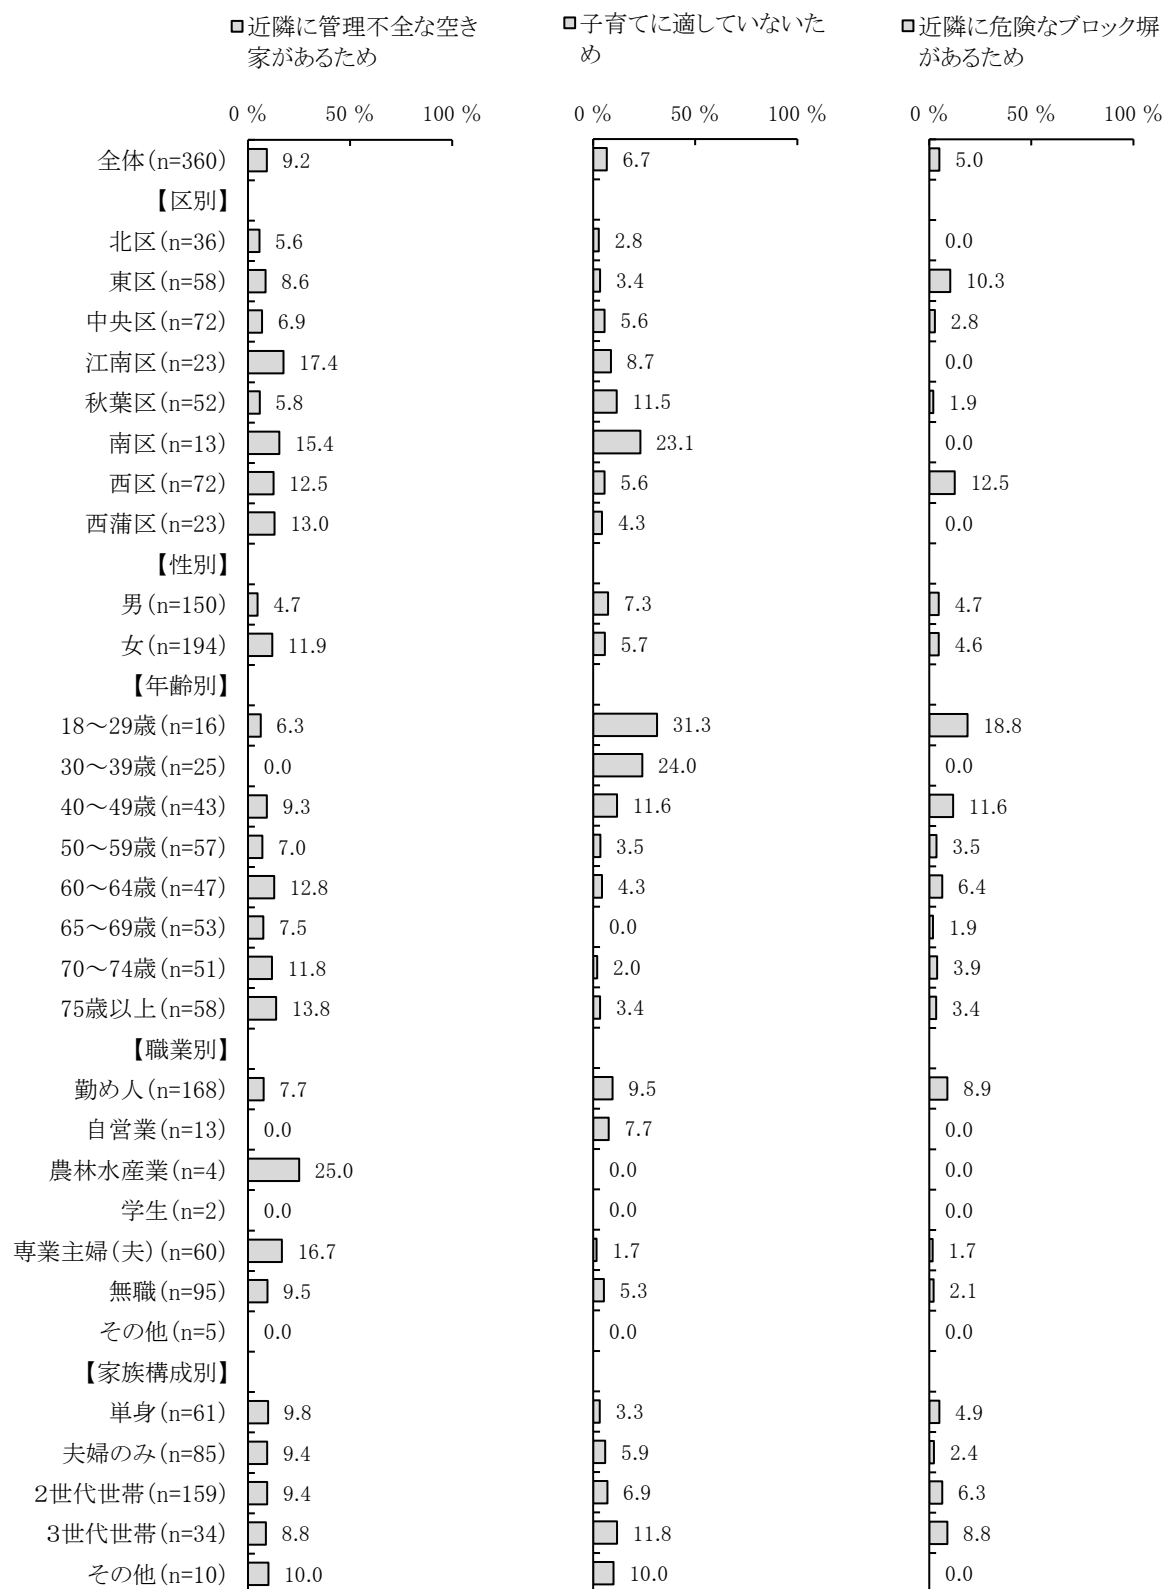 近隣に管理不全な空き
家があるため
子育てに適していないた
め
近隣に危険なブロック塀
があるため
0 % 50 % 100 % 0 % 50 % 100 % 0 % 50 % 100 %
全体(n=360) 9.2 6.7 5.0
【区別】
北区(n=36) 5.6 2.8 0.0
東区(n=58) 8.6 3.4 10.3
中央区(n=72) 6.9 5.6 2.8
江南区(n=23) 17.4 8.7 0.0
秋葉区(n=52) 5.8 11.5 1.9
南区(n=13) 15.4 23.1 0.0
西区(n=72) 12.5 5.6 12.5
西蒲区(n=23) 13.0 4.3 0.0
【性別】
男(n=150) 4.7 7.3 4.7
女(n=194) 11.9 5.7 4.6
【年齢別】
18～29歳(n=16) 6.3 31.3 18.8
30～39歳(n=25) 0.0 24.0 0.0
40～49歳(n=43) 9.3 11.6 11.6
50～59歳(n=57) 7.0 3.5 3.5
60～64歳(n=47) 12.8 4.3 6.4
65～69歳(n=53) 7.5 0.0 1.9
70～74歳(n=51) 11.8 2.0 3.9
75歳以上(n=58) 13.8 3.4 3.4
【職業別】
勤め人(n=168) 7.7 9.5 8.9
自営業(n=13) 0.0 7.7 0.0
農林水産業(n=4) 25.0 0.0 0.0
学生(n=2) 0.0 0.0 0.0
専業主婦(夫)(n=60) 16.7 1.7 1.7
無職(n=95) 9.5 5.3 2.1
その他(n=5) 0.0 0.0 0.0
【家族構成別】
単身(n=61) 9.8 3.3 4.9
夫婦のみ(n=85) 9.4 5.9 2.4
２世代世帯(n=159) 9.4 6.9 6.3
３世代世帯(n=34) 8.8 11.8 8.8
その他(n=10) 10.0 10.0 0.0